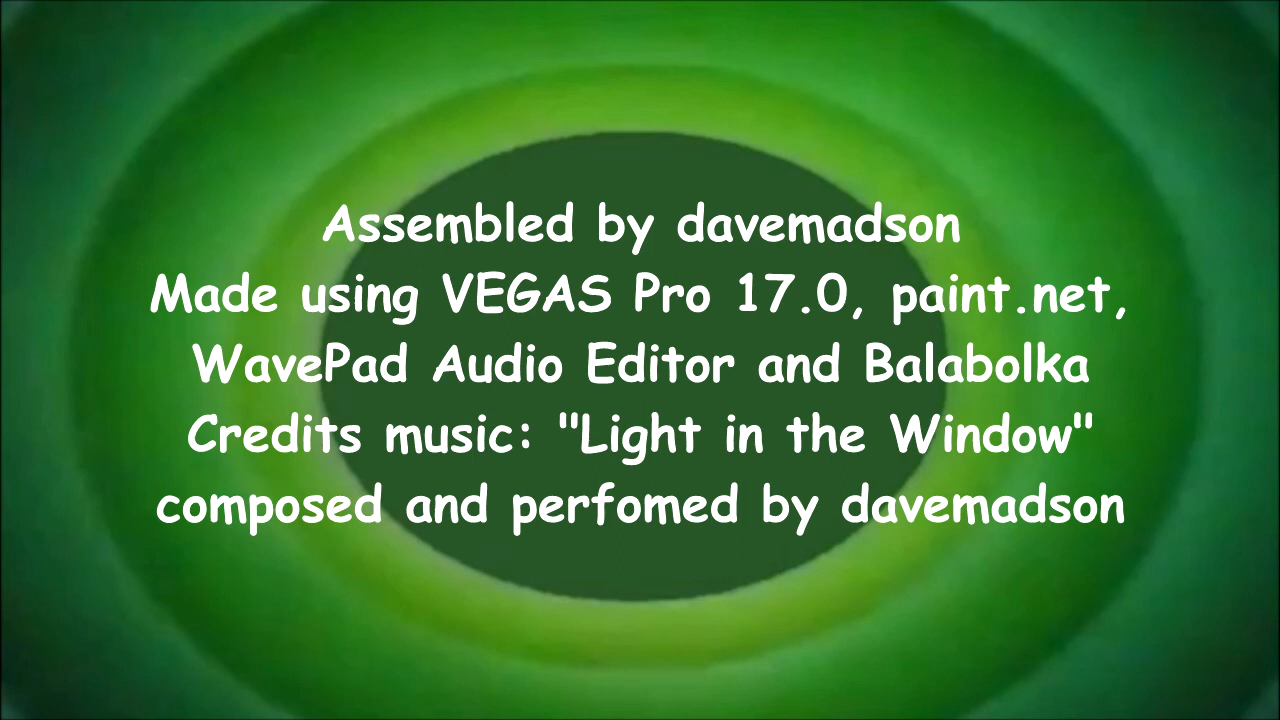 Assembled by davemadson
Made using VEGAS Pro 17.0, paint.net,
WavePad Audio Editor and Balabolka
Credits music: "Light in the Window"
composed and perfomed by davemadson